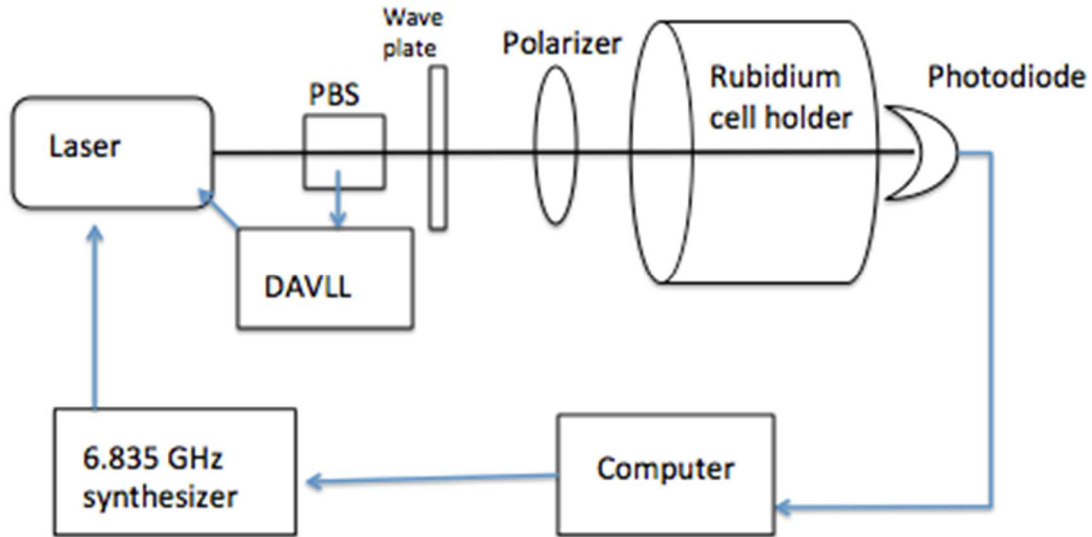 Wave
plate
Polarizer
PBS
Laser
Rubidium
cell holder
Photodiode
DAVLL
6.835 GHz
synthesizer
Computer